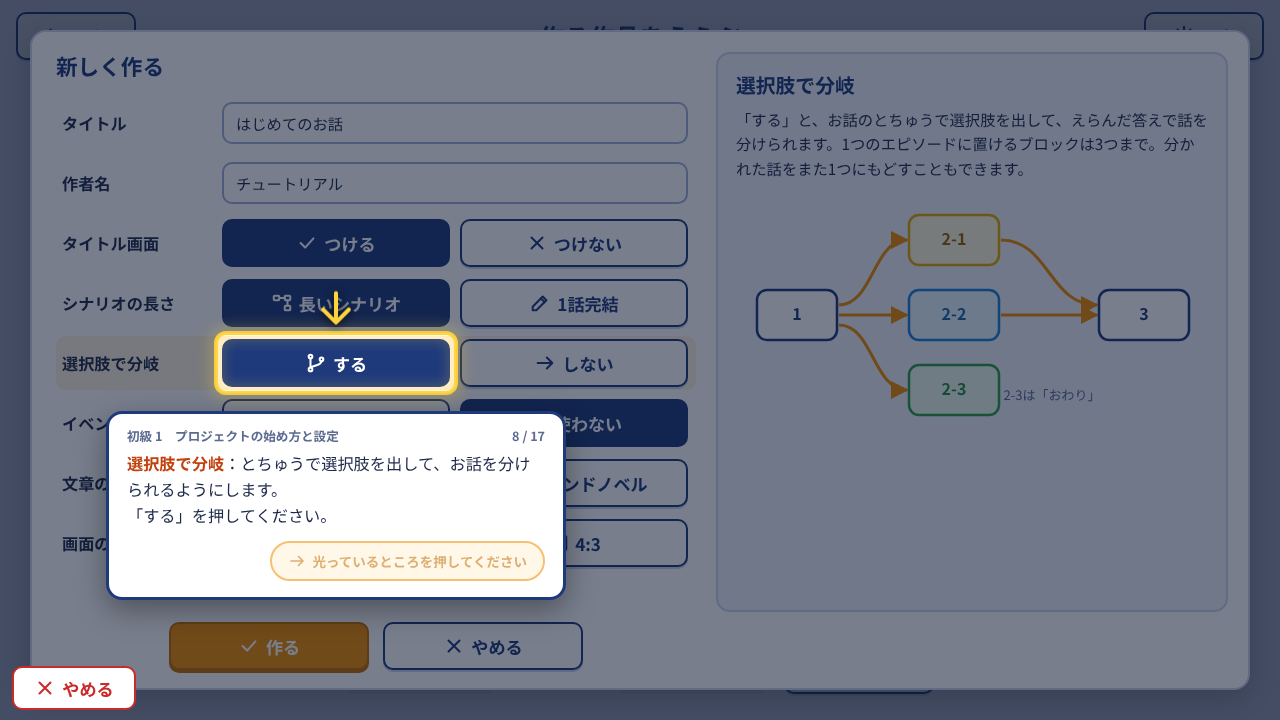 新しく作る
タイトル
はじめてのお話
作者名
チュートリアル
タイトル画面
つける
つけない
シナリオの長さ
長いシナリオ
1話完結
選択肢で分岐
する
しない
イベン
使わない
文章の
ンドノベル
画面の
4:3
初級 1 プロジェクトの始め方と設定
8 / 17
選択肢で分岐：とちゅうで選択肢を出して、お話を分け
られるようにします。
「する」を押してください。
光っているところを押してください
作る
やめる
やめる
選択肢で分岐
「する」と、お話のとちゅうで選択肢を出して、えらんだ答えで話を
分けられます。1つのエピソードに置けるブロックは3つまで。分か
れた話をまた1つにもどすこともできます。
2-1
1
2-2
3
2-3
2-3は「おわり」